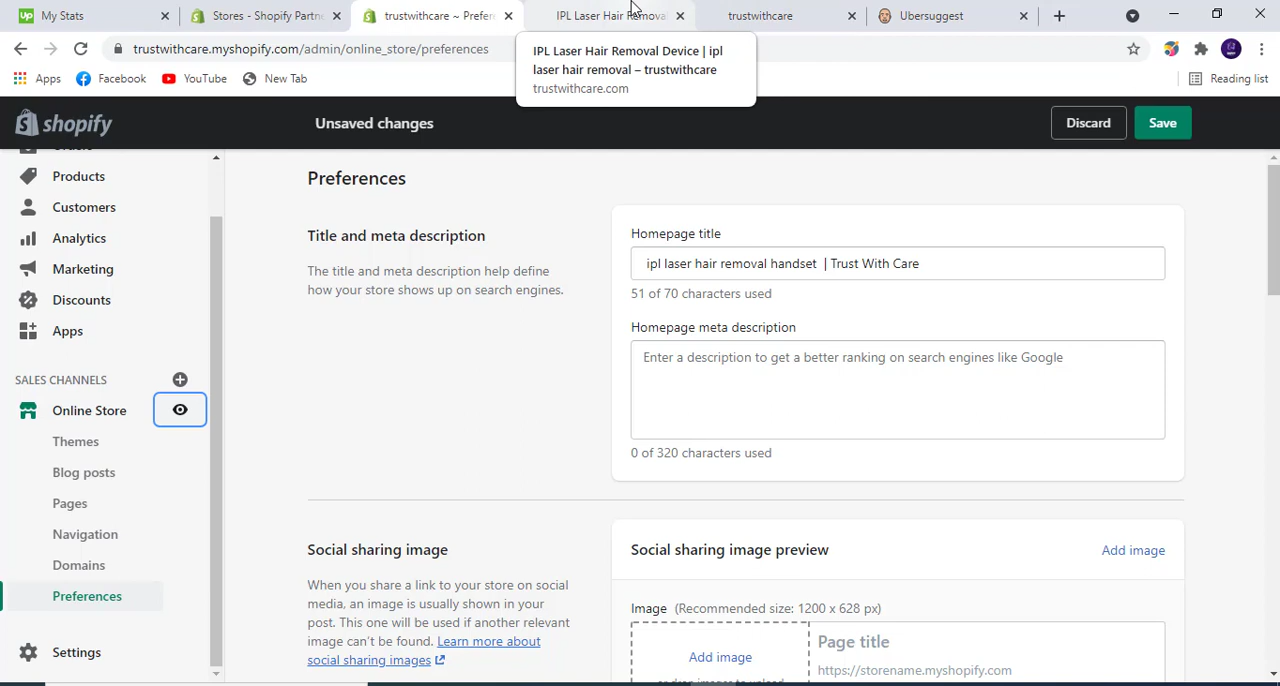 My Stats
Stores - Shopify Partn
trustwithcare ~ Prefer
IPL Laser Hair Removal
trustwithcare
Ubersuggest
trustwithcare.myshopify.com/admin/online_store/preferences
IPL Laser Hair Removal Device | ipl
laser hair removal – trustwithcare
trustwithcare.com
Apps
Facebook
YouTube
New Tab
Reading list
shopify
Unsaved changes
Discard
Save
Orders
Products
Customers
Analytics
Marketing
Discounts
Apps
SALES CHANNELS
Online Store
Themes
Blog posts
Pages
Navigation
Domains
Preferences
Settings
Preferences
Title and meta description
The title and meta description help define
how your store shows up on search engines.
Homepage title
ipl laser hair removal handset | Trust With Care
51 of 70 characters used
Homepage meta description
Enter a description to get a better ranking on search engines like Google
0 of 320 characters used
Social sharing image
When you share a link to your store on social
media, an image is usually shown in your
post. This one will be used if another relevant
image can't be found. Learn more about
social sharing images
Social sharing image preview
Add image
Image (Recommended size: 1200 x 628 px)
Add image
Page title
https://storename.myshopify.com